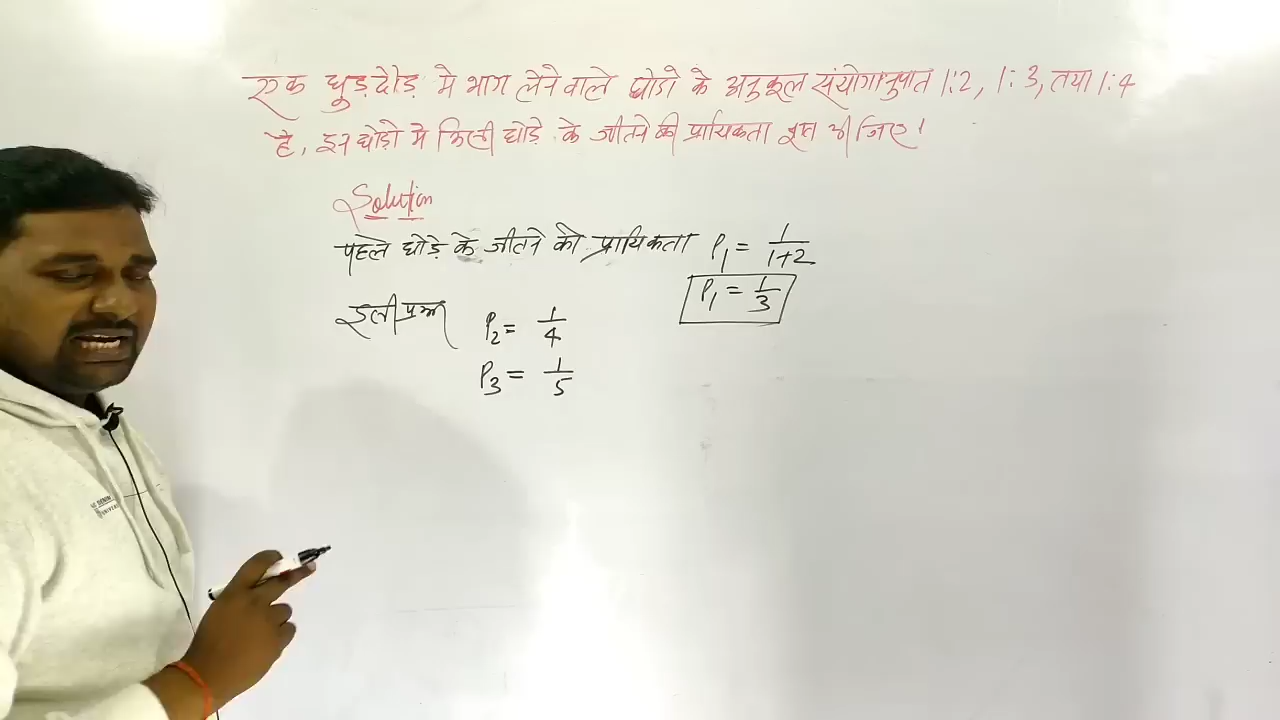 एक घुड़दौड़ मे भाग लेने वाले घोडो के अनुकूल संयोगानुपात 1:2, 1:3, तथा 1:4
है, इन घोड़ो मे किसी घोड़े के जीतने की प्रायिकता ज्ञात कीजिए।
Solution
पहले घोड़े के जीतने की प्रायिकता P₁ = 1/(1+2)
P₁ = 1/3
इसी प्रकार P₂ = 1/4
P₃ = 1/5